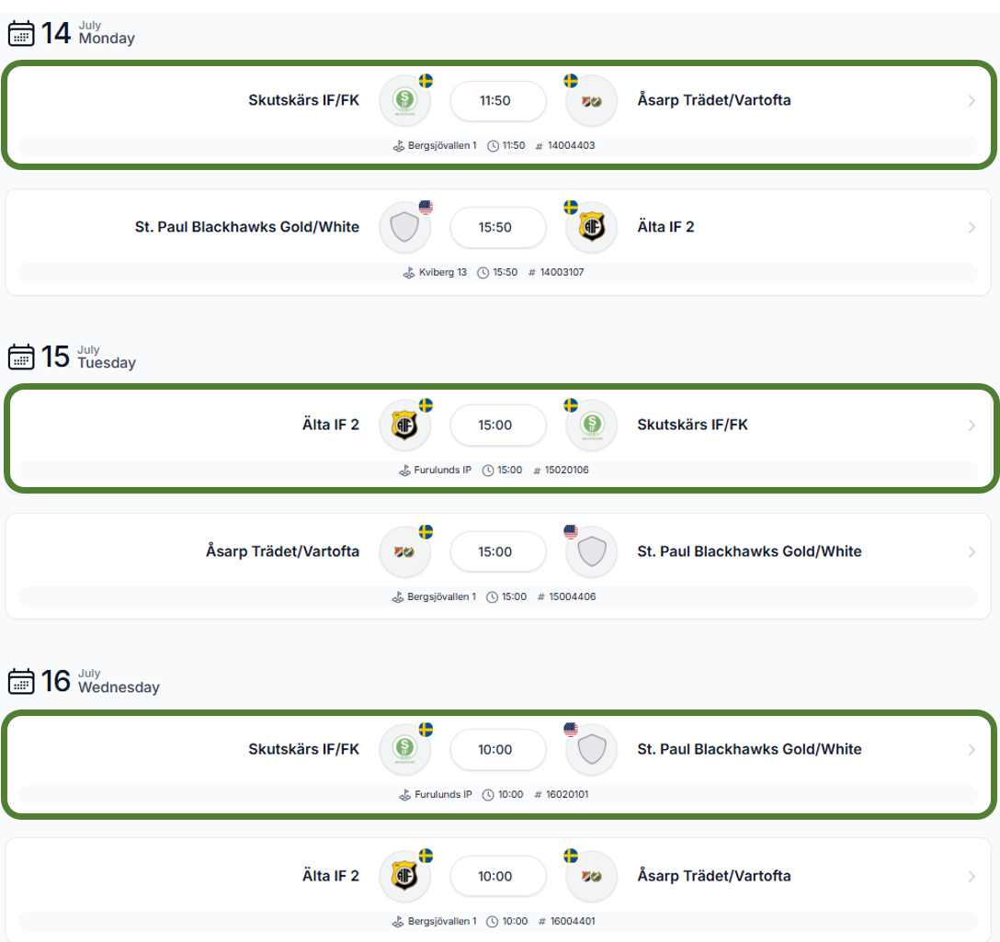 14 July
Monday
Skutskärs IF/FK 11:50 Åsarp Trädet/Vartofta
Bergsjövallen 1 11:50 # 14004403
St. Paul Blackhawks Gold/White 15:50 Älta IF 2
Kviberg 13 15:50 # 14003107
15 July
Tuesday
Älta IF 2 15:00 Skutskärs IF/FK
Furulunds IP 15:00 # 15020106
Åsarp Trädet/Vartofta 15:00 St. Paul Blackhawks Gold/White
Bergsjövallen 1 15:00 # 15004406
16 July
Wednesday
Skutskärs IF/FK 10:00 St. Paul Blackhawks Gold/White
Furulunds IP 10:00 # 16020101
Älta IF 2 10:00 Åsarp Trädet/Vartofta
Bergsjövallen 1 10:00 # 16004401